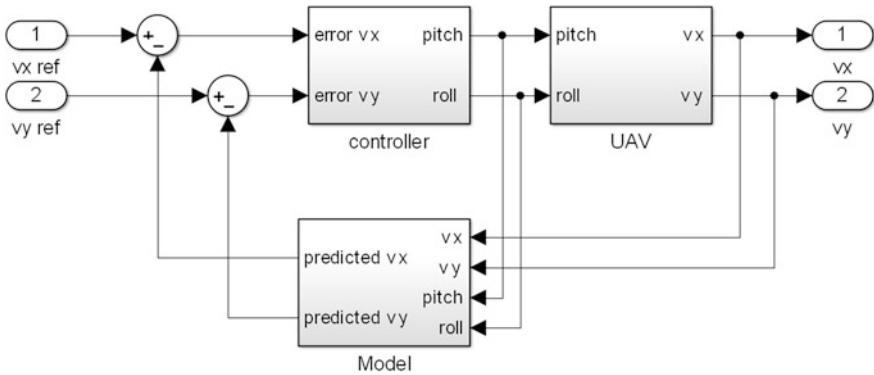 1
vx ref
2
vy ref
+
−
+
−
error vx
pitch
error vy
roll
controller
pitch
vx
roll
vy
UAV
1
vx
2
vy
vx
predicted vx
vy
pitch
predicted vy
roll
Model